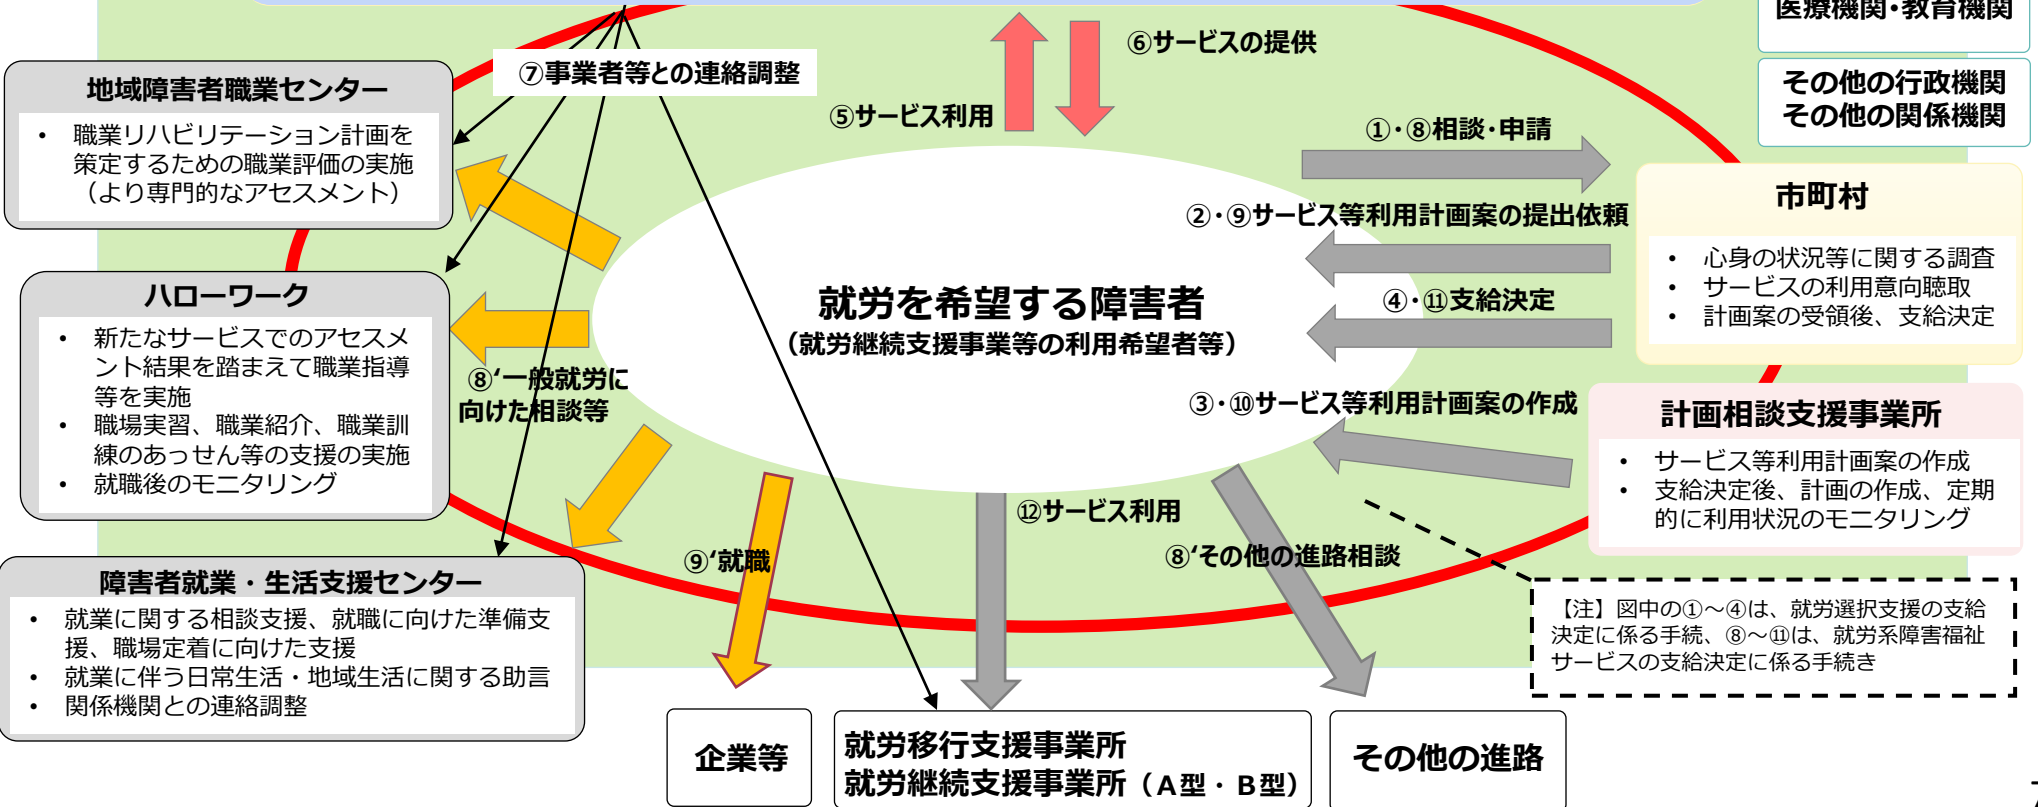 医療機関・教育機関
その他の行政機関
その他の関係機関
⑥サービスの提供
⑦事業者等との連絡調整
⑤サービス利用
地域障害者職業センター
• 職業リハビリテーション計画を
策定するための職業評価の実施
（より専門的なアセスメント）
①・⑧相談・申請
②・⑨サービス等利用計画案の提出依頼
④・⑪支給決定
③・⑩サービス等利用計画案の作成
市町村
• 心身の状況等に関する調査
• サービスの利用意向聴取
• 計画案の受領後、支給決定
ハローワーク
• 新たなサービスでのアセスメ
ント結果を踏まえて職業指導
等を実施
• 職場実習、職業紹介、職業訓
練のあっせん等の支援の実施
• 就職後のモニタリング
就労を希望する障害者
（就労継続支援事業等の利用希望者等）
⑧‘一般就労に
向けた相談等
計画相談支援事業所
• サービス等利用計画案の作成
• 支給決定後、計画の作成、定期
的に利用状況のモニタリング
⑫サービス利用
⑨‘就職
⑧‘その他の進路相談
障害者就業・生活支援センター
• 就業に関する相談支援、就職に向けた準備支
援、職場定着に向けた支援
• 就業に伴う日常生活・地域生活に関する助言
• 関係機関との連絡調整
【注】図中の①～④は、就労選択支援の支給
決定に係る手続、⑧～⑪は、就労系障害福祉
サービスの支給決定に係る手続き
企業等
就労移行支援事業所
就労継続支援事業所（Ａ型・Ｂ型）
その他の進路